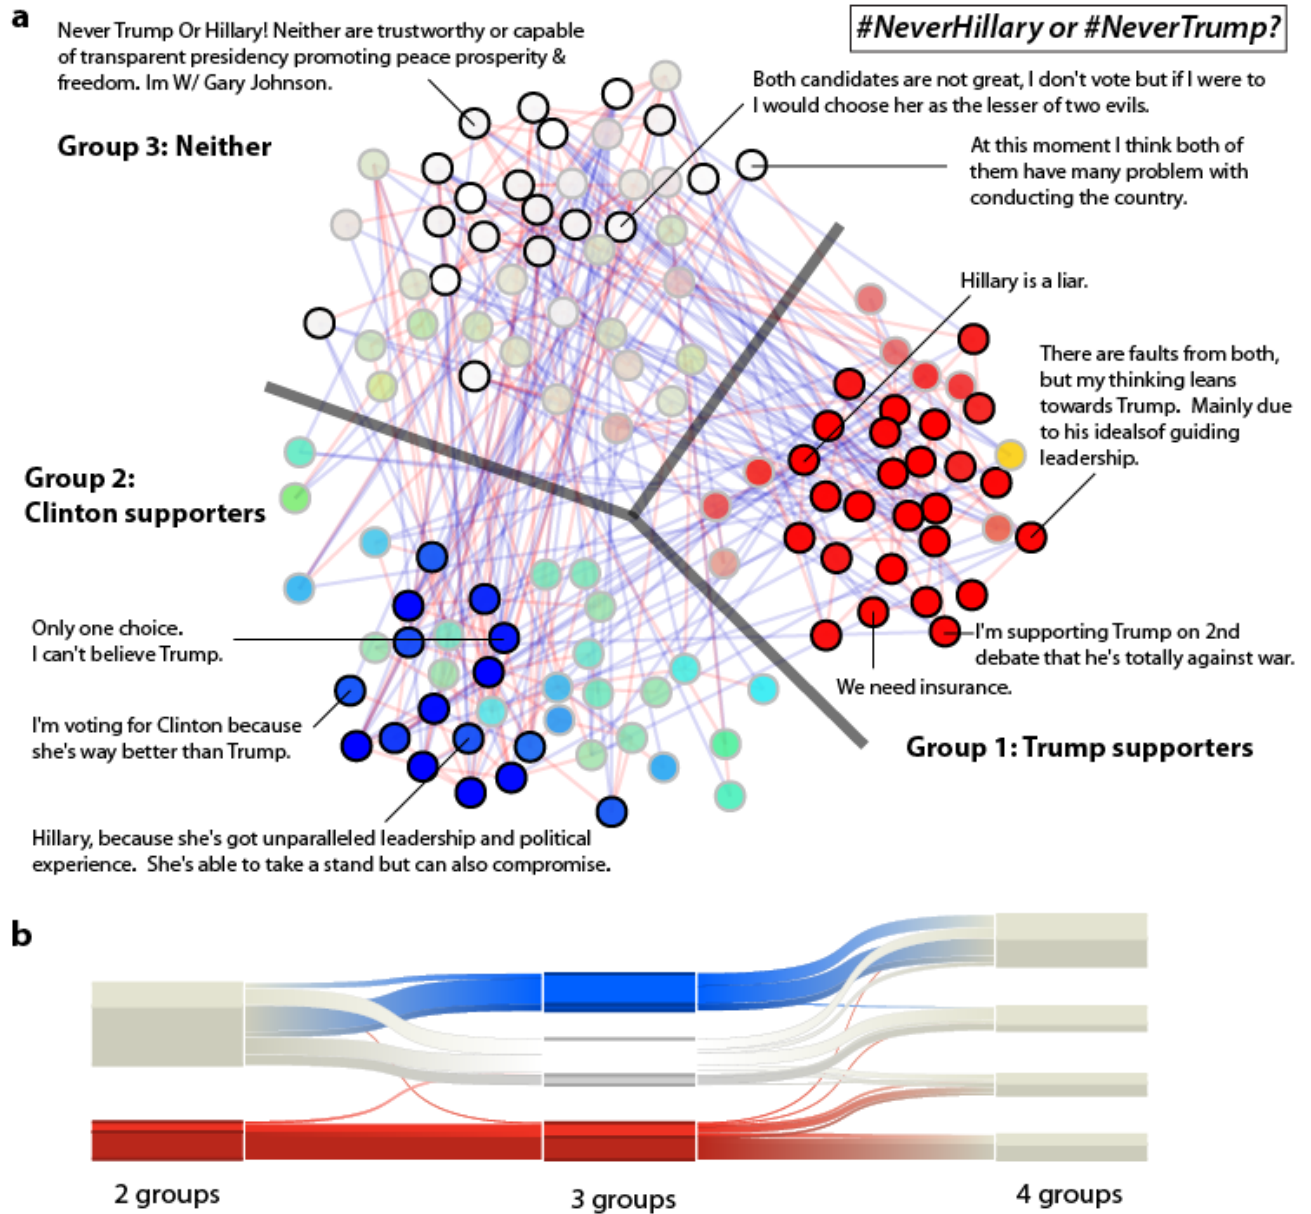 a
#NeverHillary or #NeverTrump?
Never Trump Or Hillary! Neither are trustworthy or capable
of transparent presidency promoting peace prosperity &
freedom. Im W/ Gary Johnson.
Both candidates are not great, I don't vote but if I were to
I would choose her as the lesser of two evils.
Group 3: Neither
At this moment I think both of
them have many problem with
conducting the country.
Hillary is a liar.
There are faults from both,
but my thinking leans
towards Trump. Mainly due
to his idealsof guiding
leadership.
Group 2:
Clinton supporters
Only one choice.
I can't believe Trump.
I'm supporting Trump on 2nd
debate that he's totally against war.
We need insurance.
I'm voting for Clinton because
she's way better than Trump.
Group 1: Trump supporters
Hillary, because she's got unparalleled leadership and political
experience. She's able to take a stand but can also compromise.
b
2 groups
3 groups
4 groups